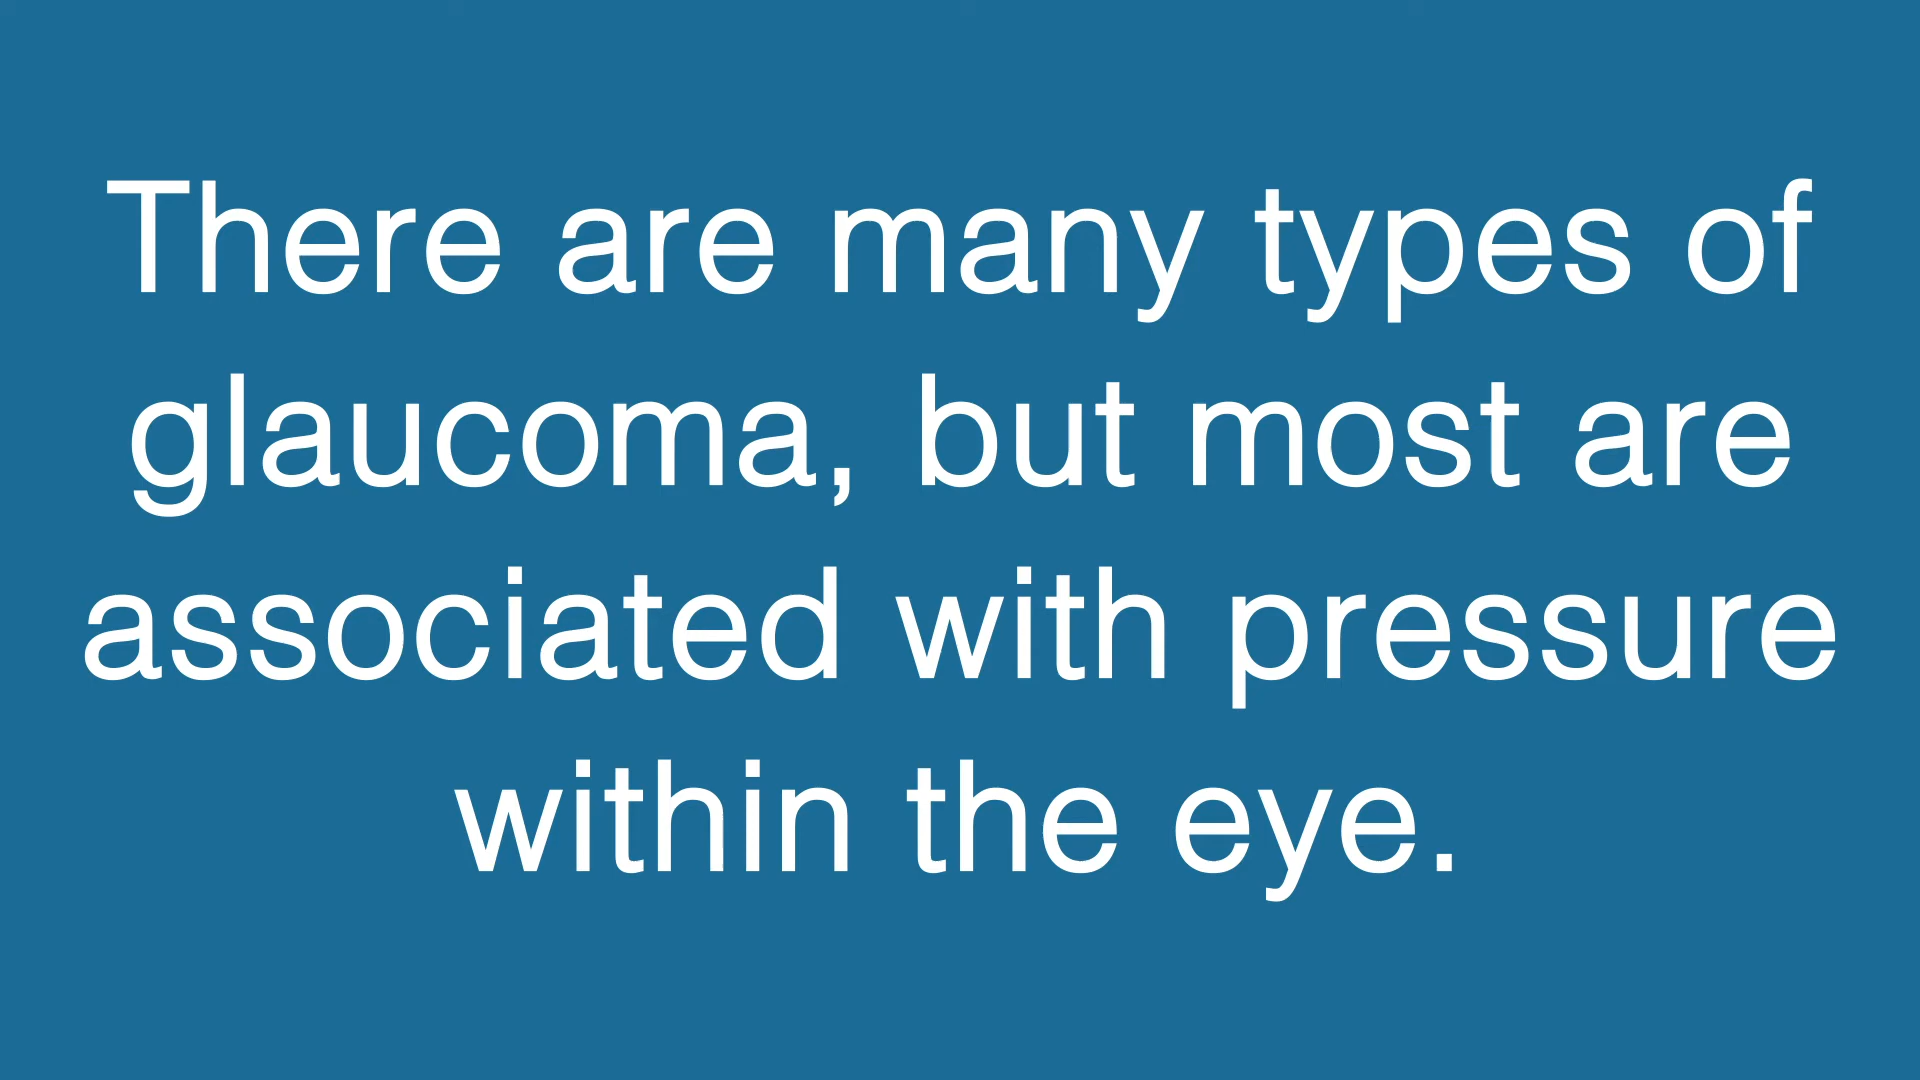 There are many types of
glaucoma, but most are
associated with pressure
within the eye.